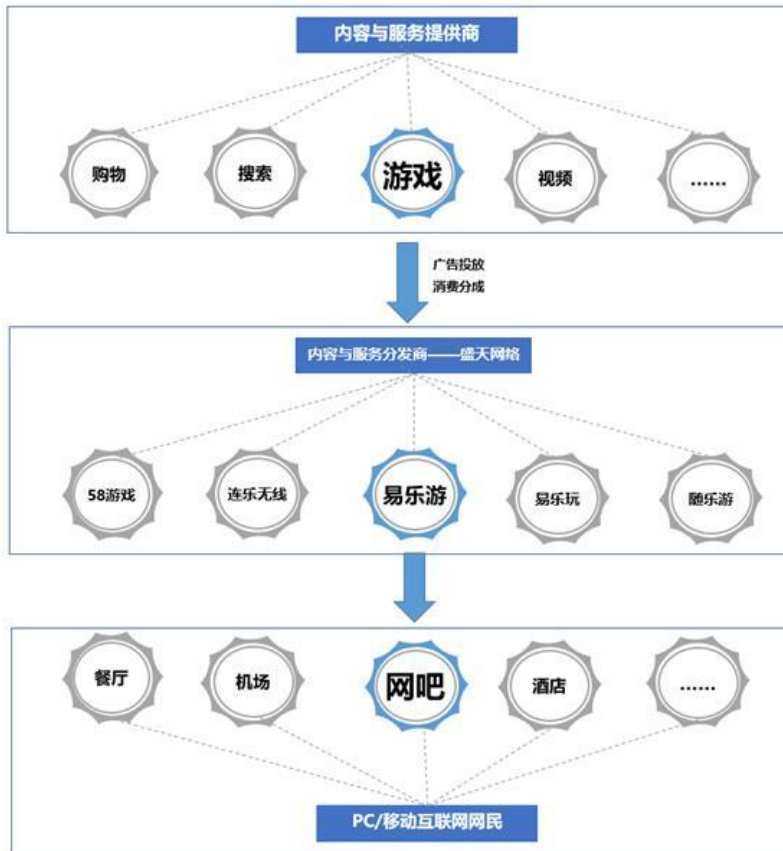 内容与服务提供商
购物
搜索
游戏
视频
……
广告投放
消费分成
内容与服务分发商——盛天网络
58游戏
连乐无线
易乐游
易乐玩
随乐游
餐厅
机场
网吧
酒店
……
PC/移动互联网网民